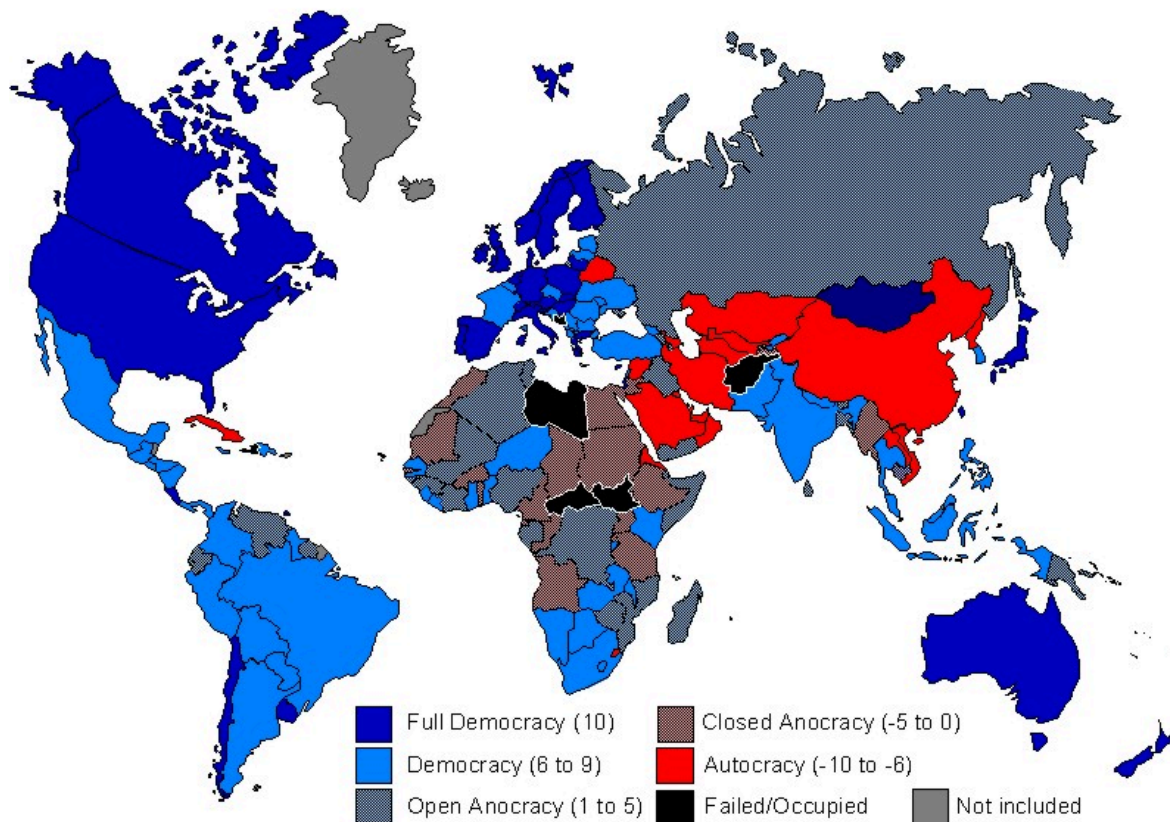 Full Democracy (10)
Democracy (6 to 9)
Open Anocracy (1 to 5)
Closed Anocracy (-5 to 0)
Autocracy (-10 to -6)
Failed/Occupied
Not included